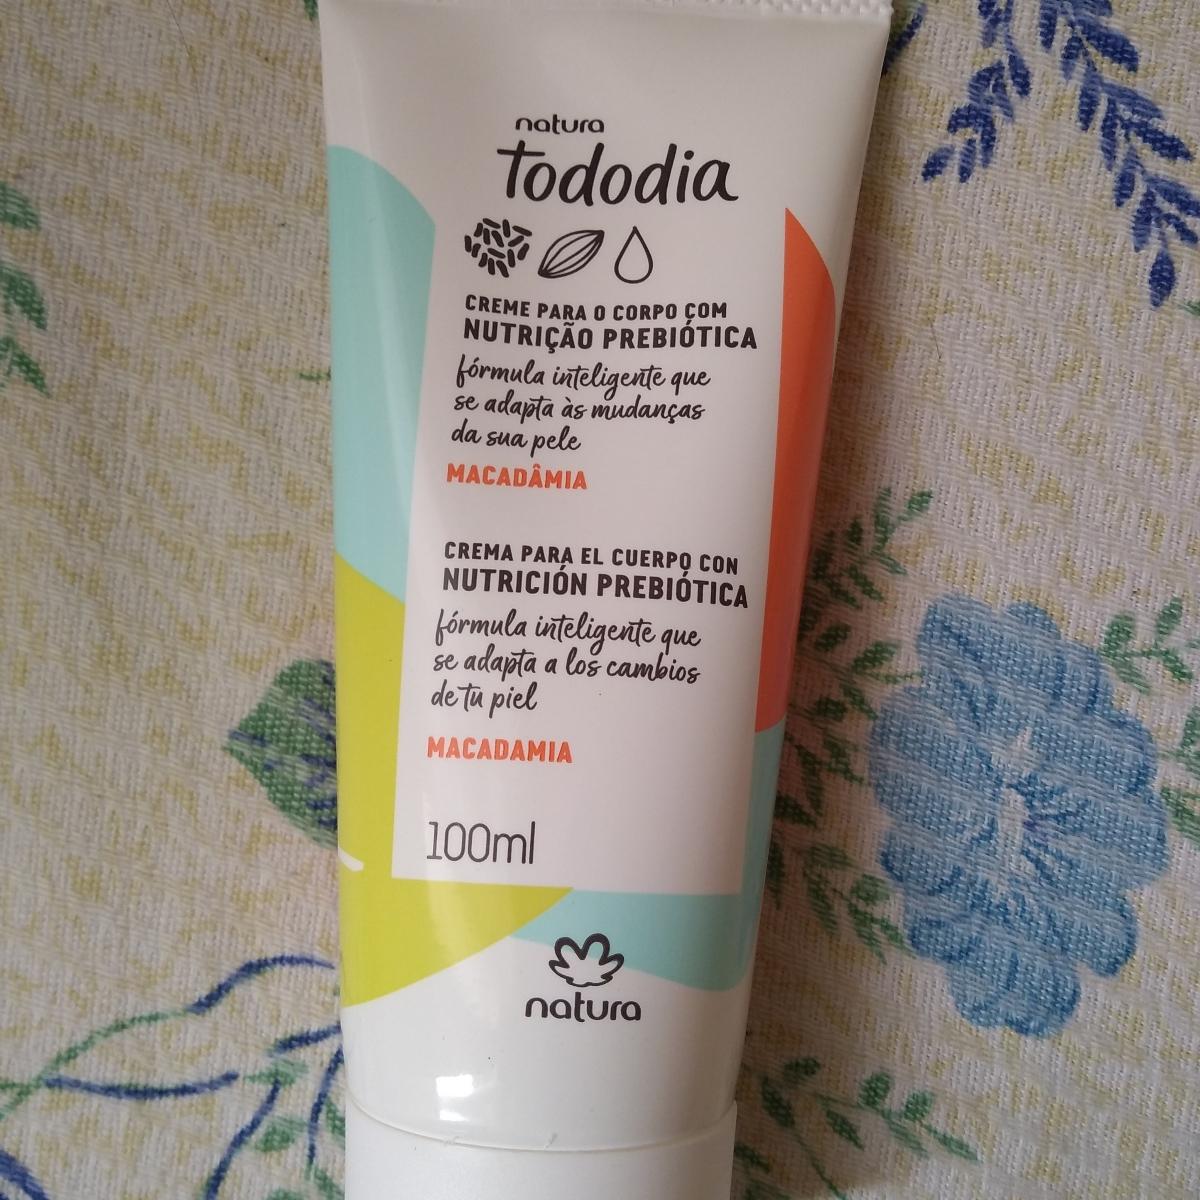 natura
Tododia
CREME PARA O CORPO COM
NUTRIÇÃO PREBIÓTICA
fórmula inteligente que
se adapta às mudanças
da sua pele
MACADÂMIA
CREMA PARA EL CUERPO CON
NUTRICIÓN PREBIÓTICA
fórmula inteligente que
se adapta a los cambios
de tu piel
MACADAMIA
100ml
natura